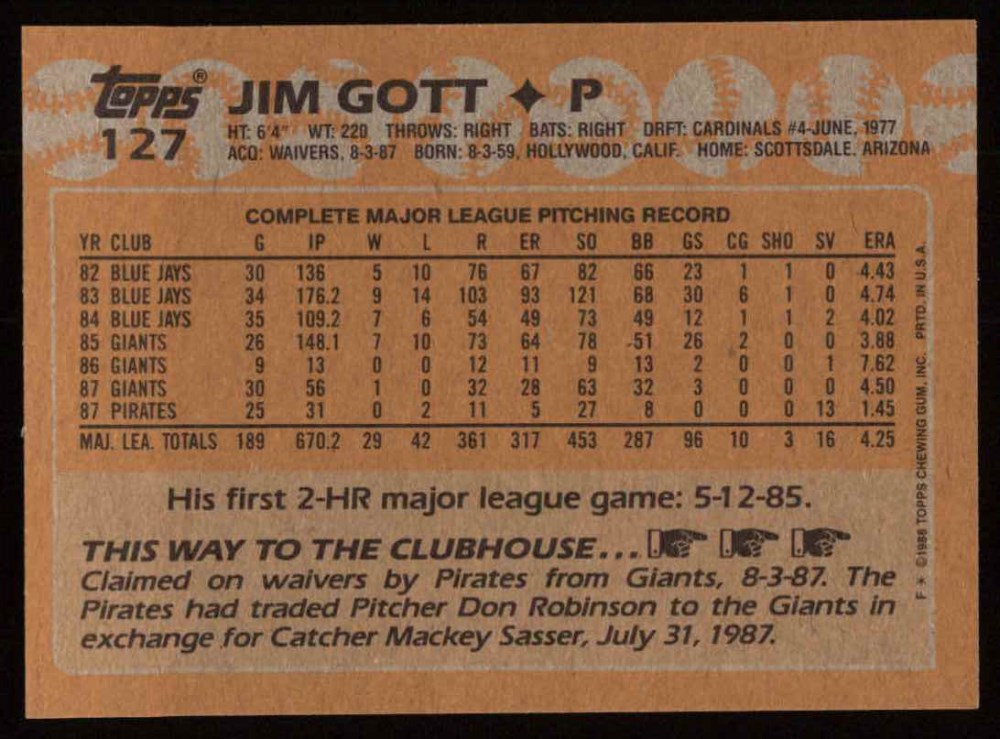 topps® JIM GOTT ✦ P
127 HT: 6'4" WT: 220 THROWS: RIGHT BATS: RIGHT DRFT: CARDINALS #4-JUNE, 1977
ACQ: WAIVERS, 8-3-87 BORN: 8-3-59, HOLLYWOOD, CALIF. HOME: SCOTTSDALE, ARIZONA
COMPLETE MAJOR LEAGUE PITCHING RECORD
YR CLUB G IP W L R ER SO BB GS CG SHO SV ERA
82 BLUE JAYS 30 136 5 10 76 67 82 66 23 1 1 0 4.43
83 BLUE JAYS 34 176.2 9 14 103 93 121 68 30 6 1 0 4.74
84 BLUE JAYS 35 109.2 7 6 54 49 73 49 12 1 1 2 4.02
85 GIANTS 26 148.1 7 10 73 64 78 51 26 2 0 0 3.88
86 GIANTS 9 13 0 0 12 11 9 13 2 0 0 1 7.62
87 GIANTS 30 56 1 0 32 28 63 32 3 0 0 0 4.50
87 PIRATES 25 31 0 2 11 5 27 8 0 0 0 13 1.45
MAJ. LEA. TOTALS 189 670.2 29 42 361 317 453 287 96 10 3 16 4.25
His first 2-HR major league game: 5-12-85.
THIS WAY TO THE CLUBHOUSE...
Claimed on waivers by Pirates from Giants, 8-3-87. The
Pirates had traded Pitcher Don Robinson to the Giants in
exchange for Catcher Mackey Sasser, July 31, 1987.
F * ©1988 TOPPS CHEWING GUM, INC. PRTD. IN U.S.A.